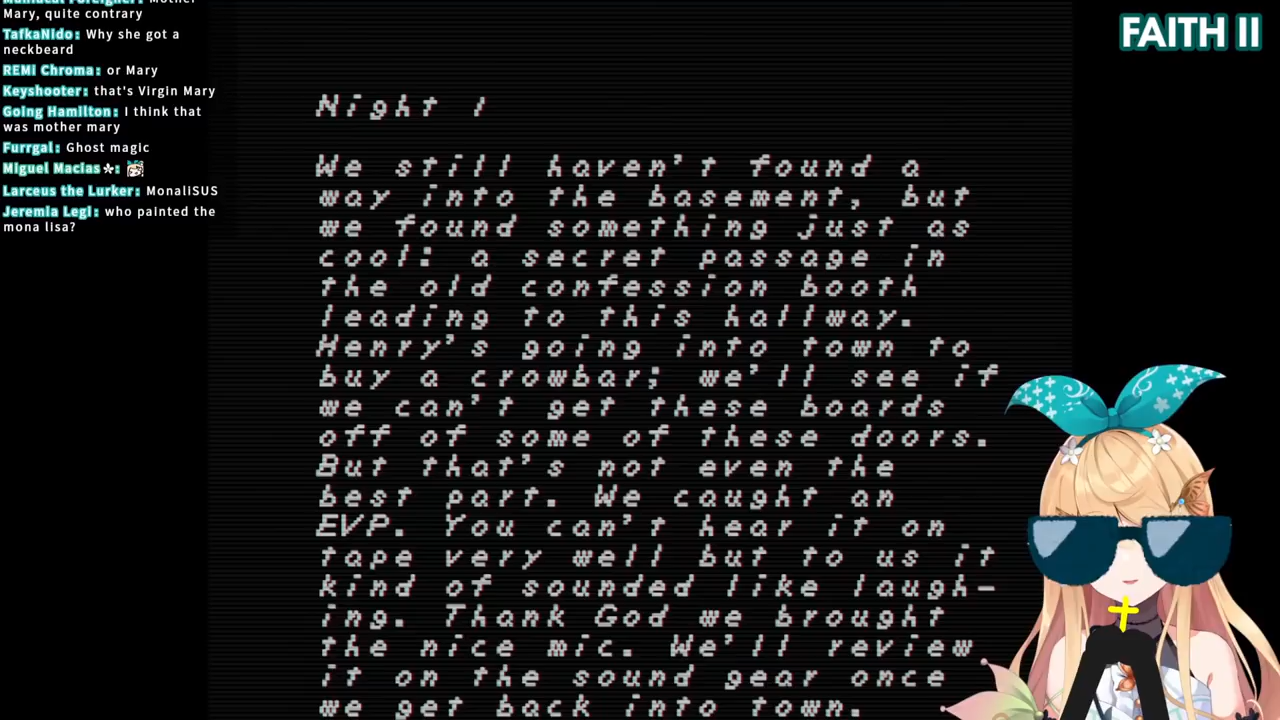 Mary, quite contrary
TafkaNido: Why she got a
neckbeard
REMi Chroma: or Mary
Keyshooter: that's Virgin Mary
Going Hamilton: I think that
was mother mary
Furrgal: Ghost magic
Miguel Macias:
Larceus the Lurker: MonaliSUS
Jeremia Legi: who painted the
mona lisa?
FAITH II
Night 1
We still haven't found a
way into the basement, but
we found something just as
cool: a secret passage in
the old confession booth
leading to this hallway.
Henry's going into town to
buy a crowbar; we'll see if
we can't get these boards
off of some of these doors.
But that's not even the
best part. We caught an
EVP. You can't hear it on
tape very well but to us it
kind of sounded like laugh-
ing. Thank God we brought
the nice mic. We'll review
it on the sound gear once
we get back into town.